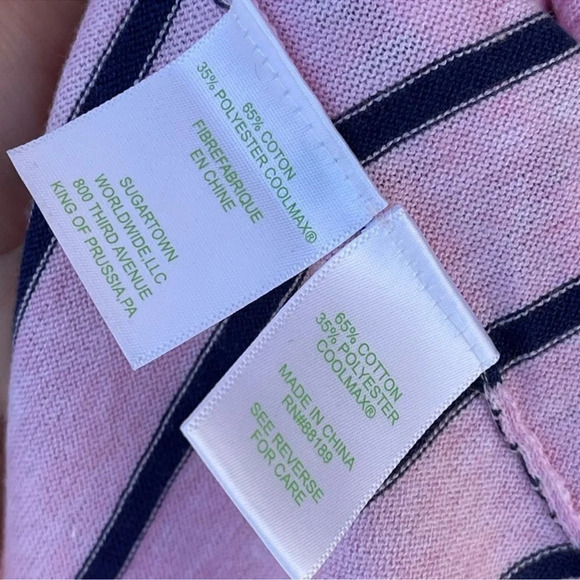 65% COTON
35% POLYESTER COOLMAX®
FIBREFABRIQUE
EN CHINE
SUGARTOWN
WORLDWIDE,LLC
800 THIRD AVENUE
KING OF PRUSSIA,PA
65% COTTON
35% POLYESTER
COOLMAX®
MADE IN CHINA
RN#88189
SEE REVERSE
FOR CARE